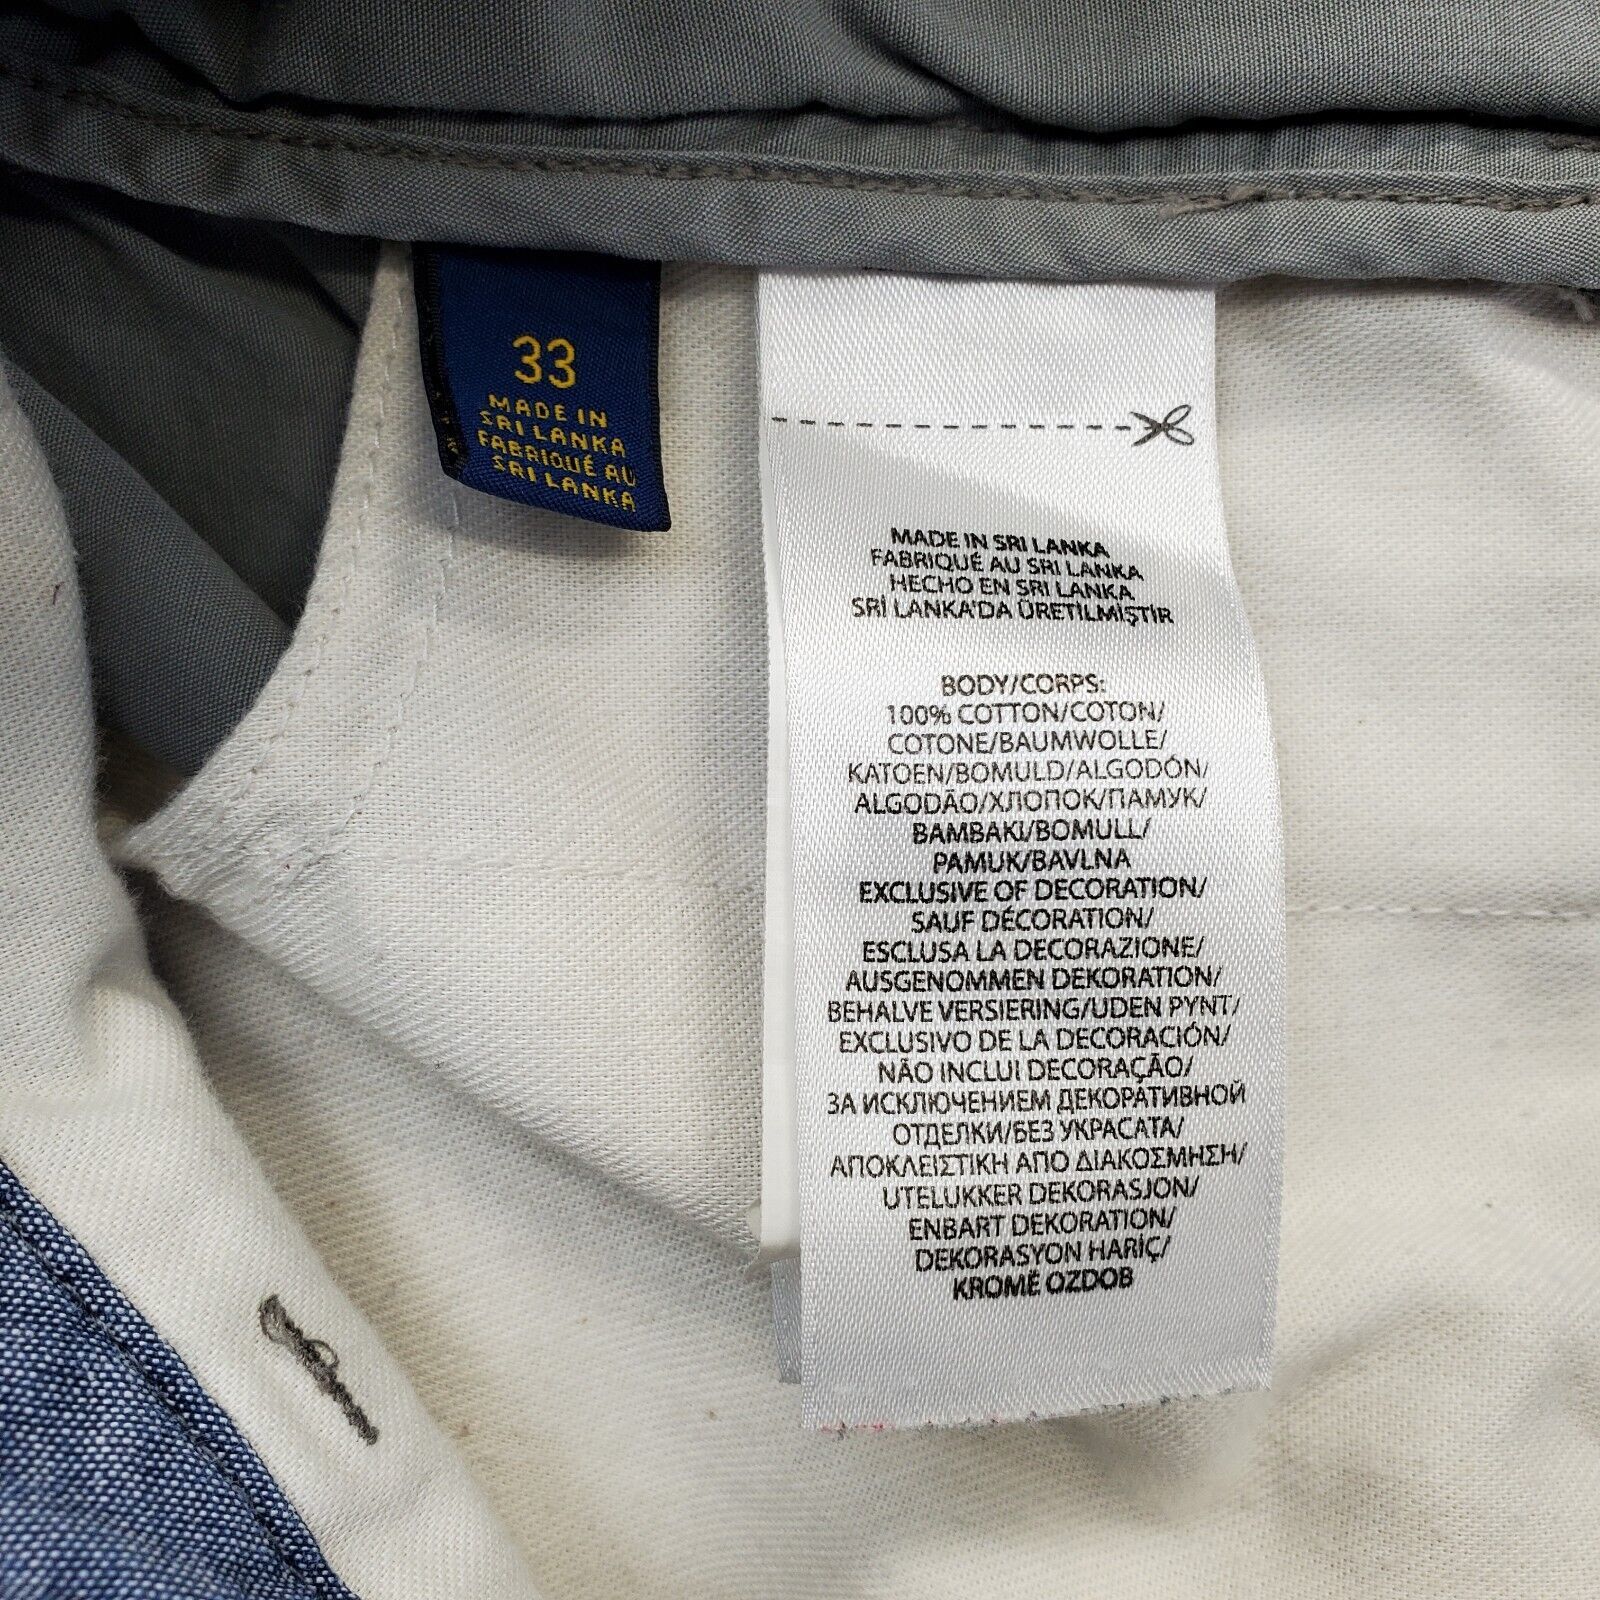 33
MADE IN
SRI LANKA
FABRIQUÉ AU
SRI LANKA
MADE IN SRI LANKA
FABRIQUÉ AU SRI LANKA
HECHO EN SRI LANKA
SRİ LANKA'DA ÜRETİLMİŞTİR
BODY/CORPS:
100% COTTON/COTON/
COTONE/BAUMWOLLE/
KATOEN/BOMULD/ALGODÓN/
ALGODÃO/ХЛОПОК/ПАМУК/
BAMBAKI/BOMULL/
PAMUK/BAVLNA
EXCLUSIVE OF DECORATION/
SAUF DÉCORATION/
ESCLUSA LA DECORAZIONE/
AUSGENOMMEN DEKORATION/
BEHALVE VERSIERING/UDEN PYNT/
EXCLUSIVO DE LA DECORACIÓN/
NÃO INCLUI DECORAÇÃO/
ЗА ИСКЛЮЧЕНИЕМ ДЕКОРАТИВНОЙ
ОТДЕЛКИ/БЕЗ УКРАСАТА/
ΑΠΟΚΛΕΙΣΤΙΚΗ ΑΠΟ ΔΙΑΚΟΣΜΗΣΗ/
UTELUKKER DEKORASJON/
ENBART DEKORATION/
DEKORASYON HARİÇ/
KROMĚ OZDOB